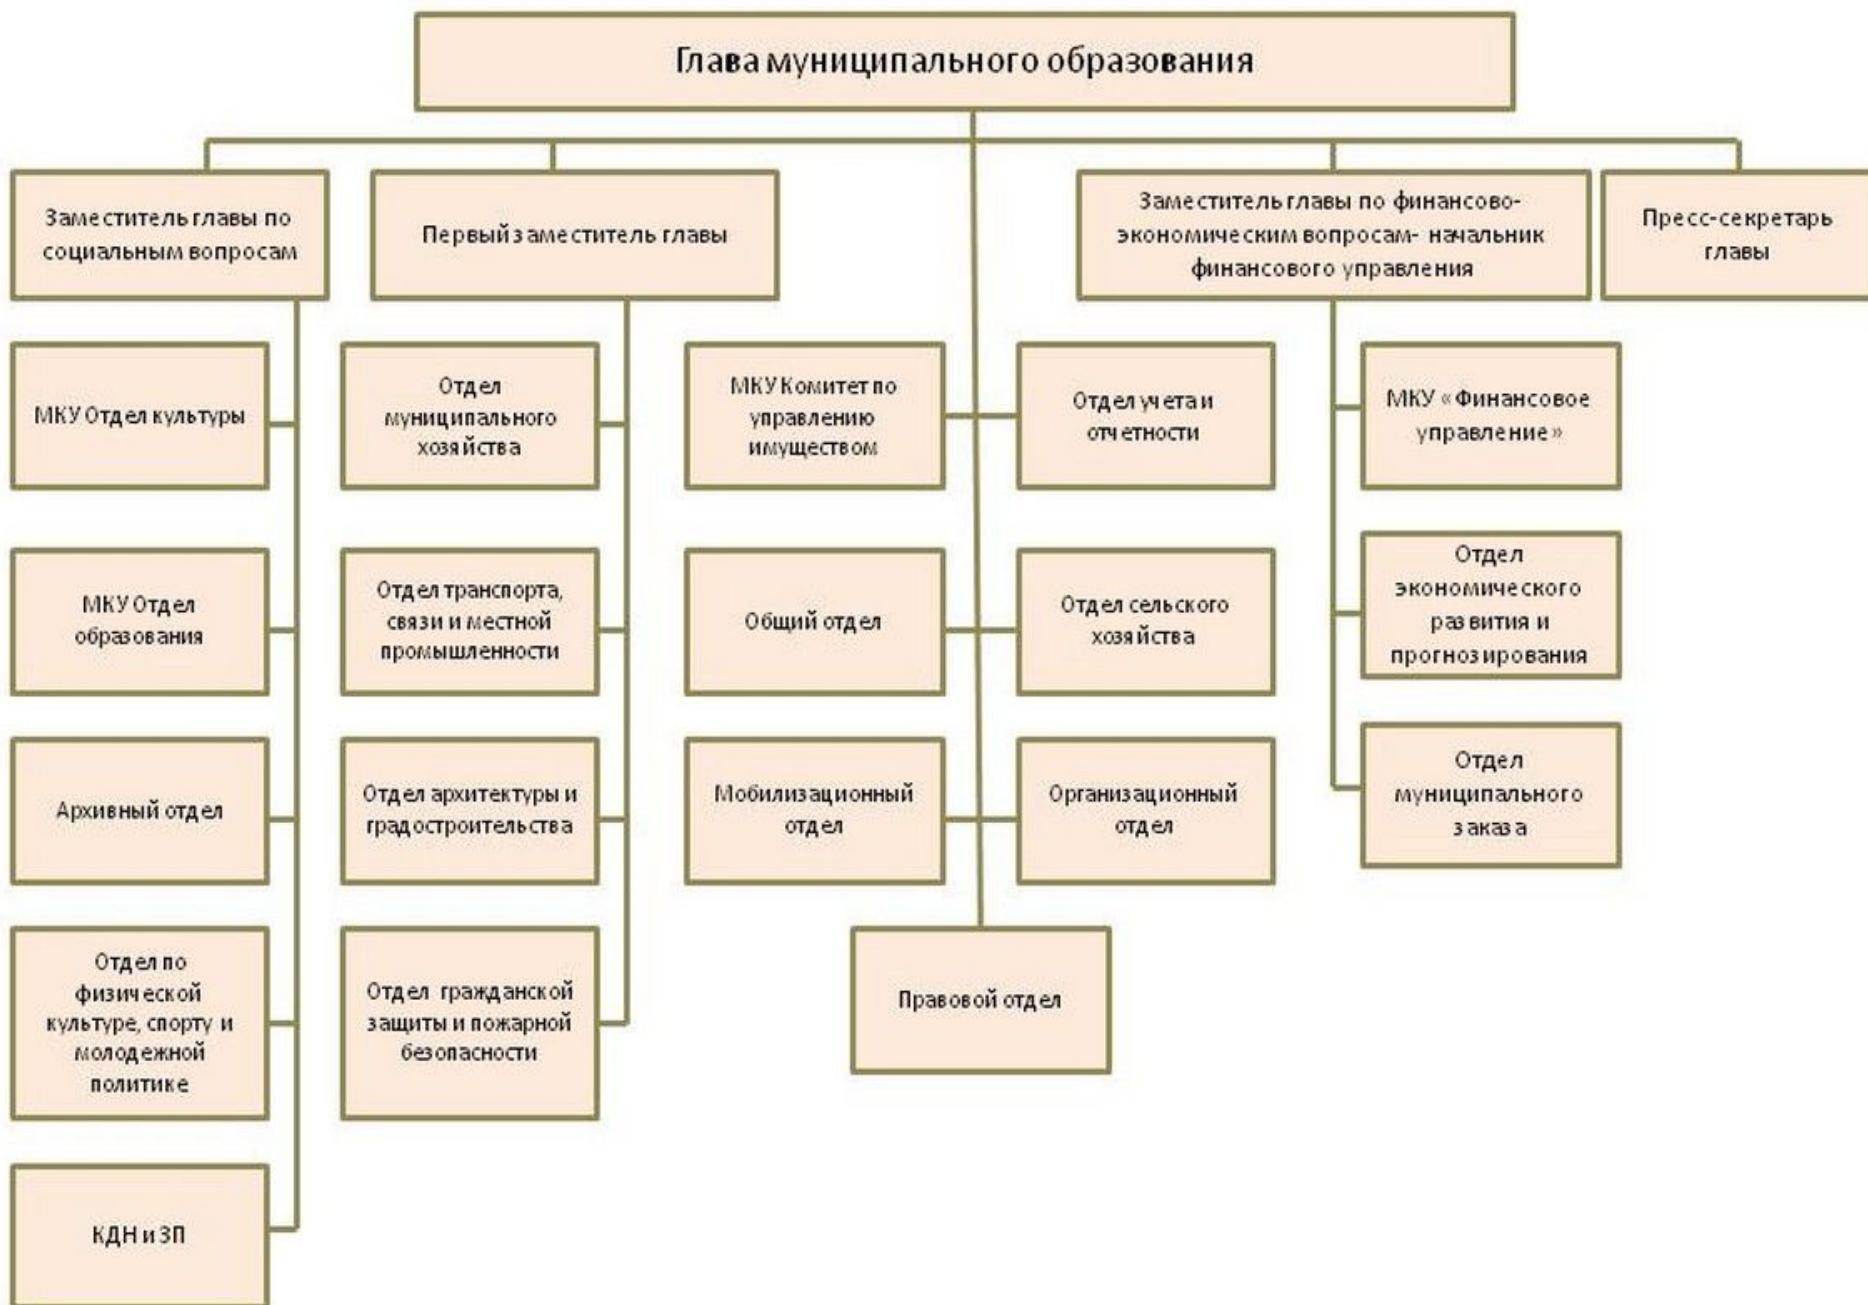 Глава муниципального образования
Заместитель главы по
социальным вопросам
Первый заместитель главы
Заместитель главы по финансово-
экономическим вопросам- начальник
финансового управления
Пресс-секретарь
главы
МКУ Отдел культуры
Отдел
муниципального
хозяйства
МКУ Комитет по
управлению
имуществом
Отдел учета и
отчетности
МКУ «Финансовое
управление»
МКУ Отдел
образования
Отдел транспорта,
связи и местной
промышленности
Общий отдел
Отдел сельского
хозяйства
Отдел
экономического
развития и
прогнозирования
Архивный отдел
Отдел архитектуры и
градостроительства
Мобилизационный
отдел
Организационный
отдел
Отдел
муниципального
заказа
Отдел по
физической
культуре, спорту и
молодежной
политике
Отдел гражданской
защиты и пожарной
безопасности
Правовой отдел
КДН и ЗП